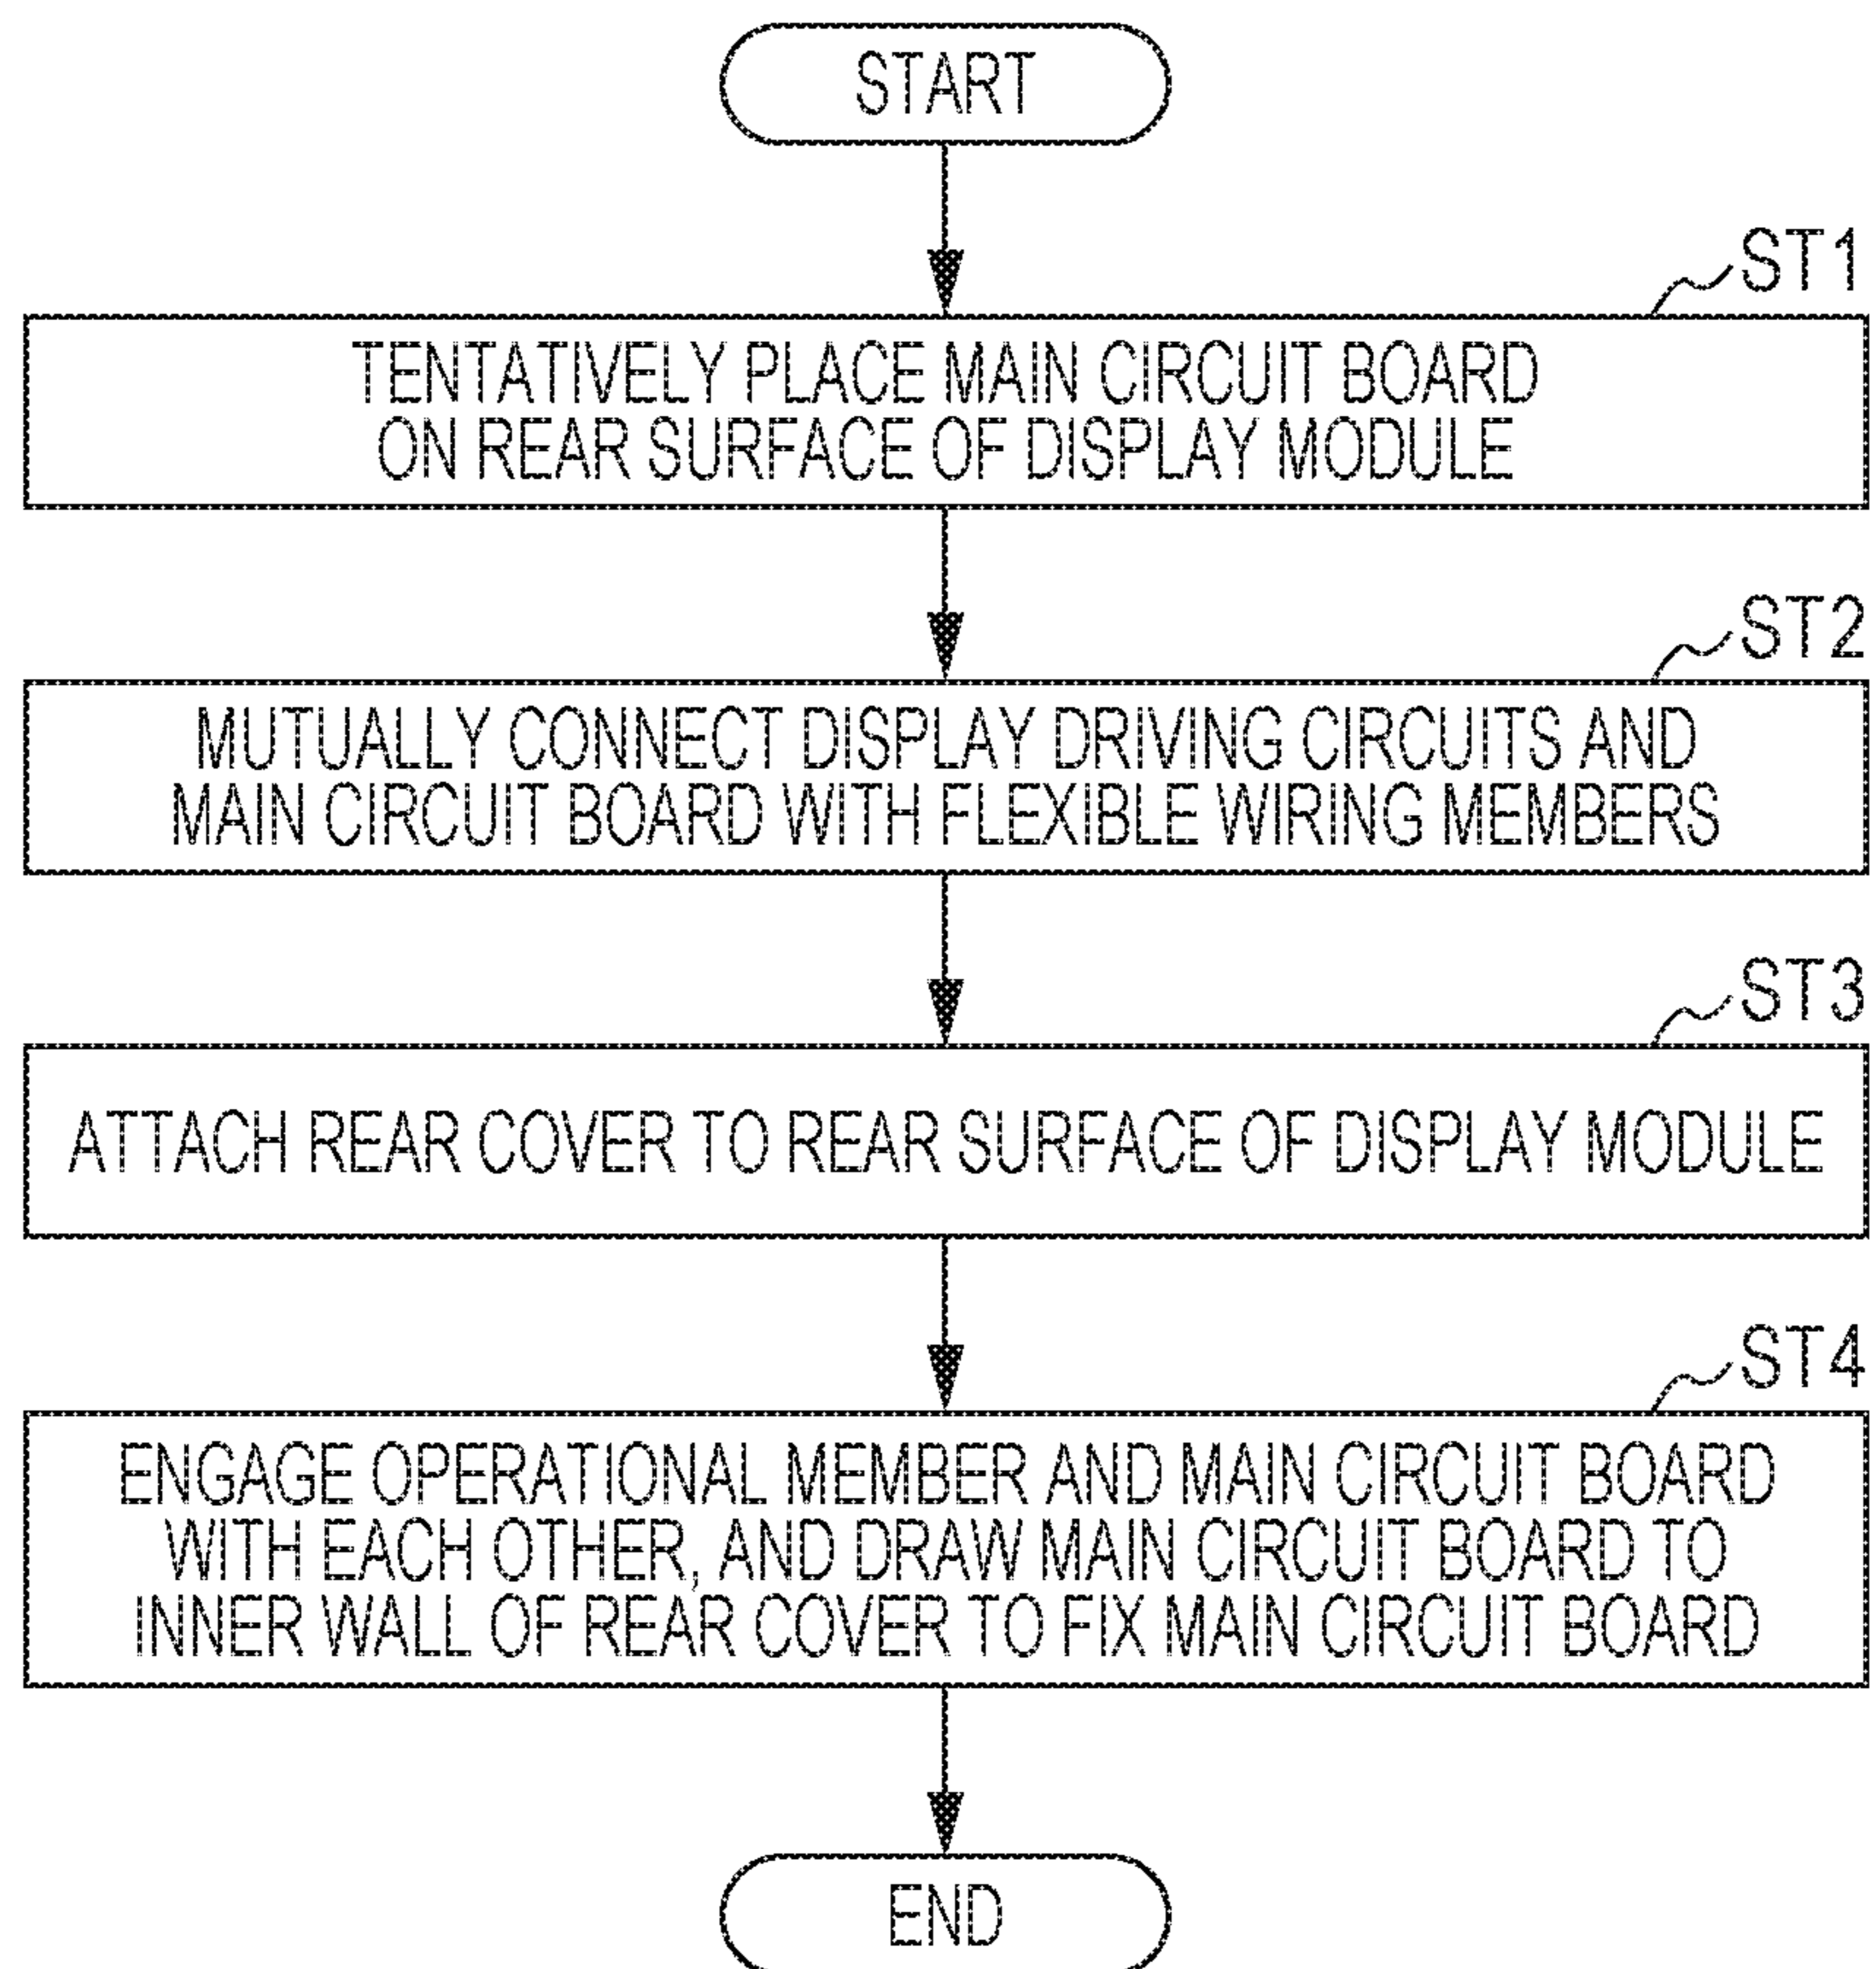 START
ST1
TENTATIVELY PLACE MAIN CIRCUIT BOARD
ON REAR SURFACE OF DISPLAY MODULE
ST2
MUTUALLY CONNECT DISPLAY DRIVING CIRCUITS AND
MAIN CIRCUIT BOARD WITH FLEXIBLE WIRING MEMBERS
ST3
ATTACH REAR COVER TO REAR SURFACE OF DISPLAY MODULE
ST4
ENGAGE OPERATIONAL MEMBER AND MAIN CIRCUIT BOARD
WITH EACH OTHER, AND DRAW MAIN CIRCUIT BOARD TO
INNER WALL OF REAR COVER TO FIX MAIN CIRCUIT BOARD
END